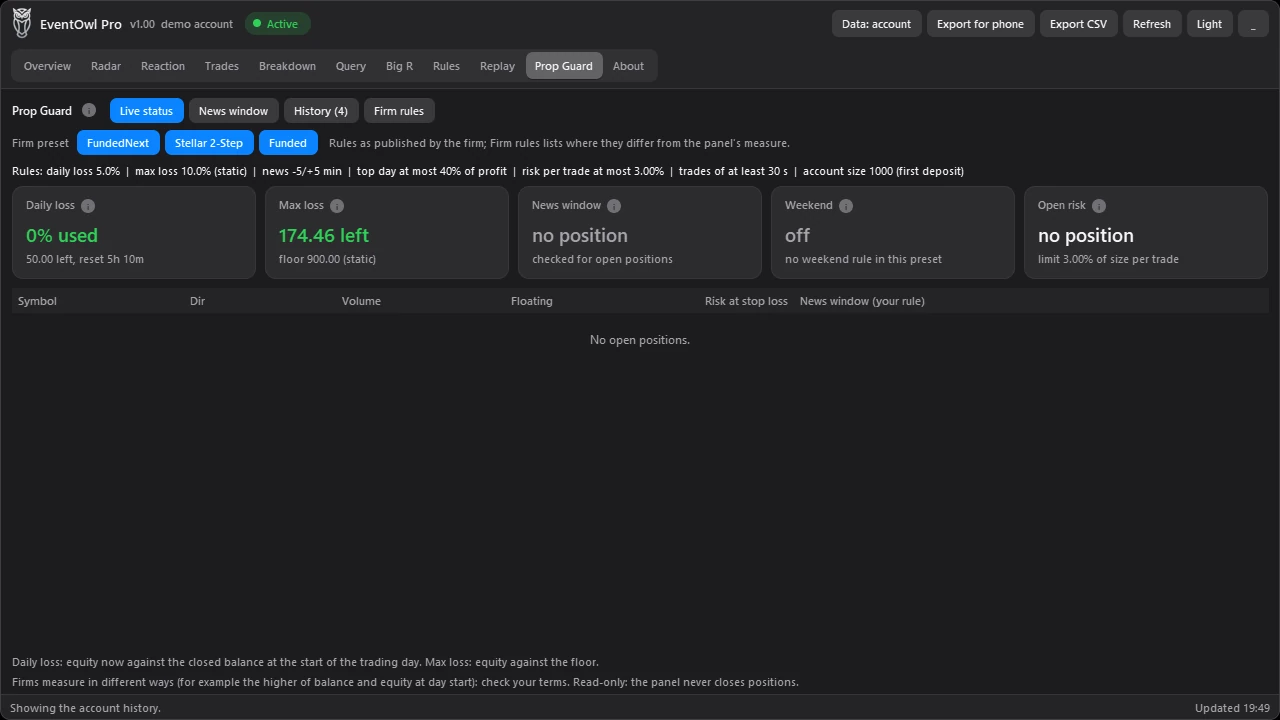 EventOwl Pro v1.00 demo account Active Data: account Export for phone Export CSV Refresh Light _
Overview Radar Reaction Trades Breakdown Query Big R Rules Replay Prop Guard About
Prop Guard i Live status News window History (4) Firm rules
Firm preset FundedNext Stellar 2-Step Funded Rules as published by the firm; Firm rules lists where they differ from the panel's measure.
Rules: daily loss 5.0% | max loss 10.0% (static) | news -5/+5 min | top day at most 40% of profit | risk per trade at most 3.00% | trades of at least 30 s | account size 1000 (first deposit)
Daily loss i
0% used
50.00 left, reset 5h 10m
Max loss i
174.46 left
floor 900.00 (static)
News window i
no position
checked for open positions
Weekend i
off
no weekend rule in this preset
Open risk i
no position
limit 3.00% of size per trade
Symbol Dir Volume Floating Risk at stop loss News window (your rule)
No open positions.
Daily loss: equity now against the closed balance at the start of the trading day. Max loss: equity against the floor.
Firms measure in different ways (for example the higher of balance and equity at day start): check your terms. Read-only: the panel never closes positions.
Showing the account history. Updated 19:49